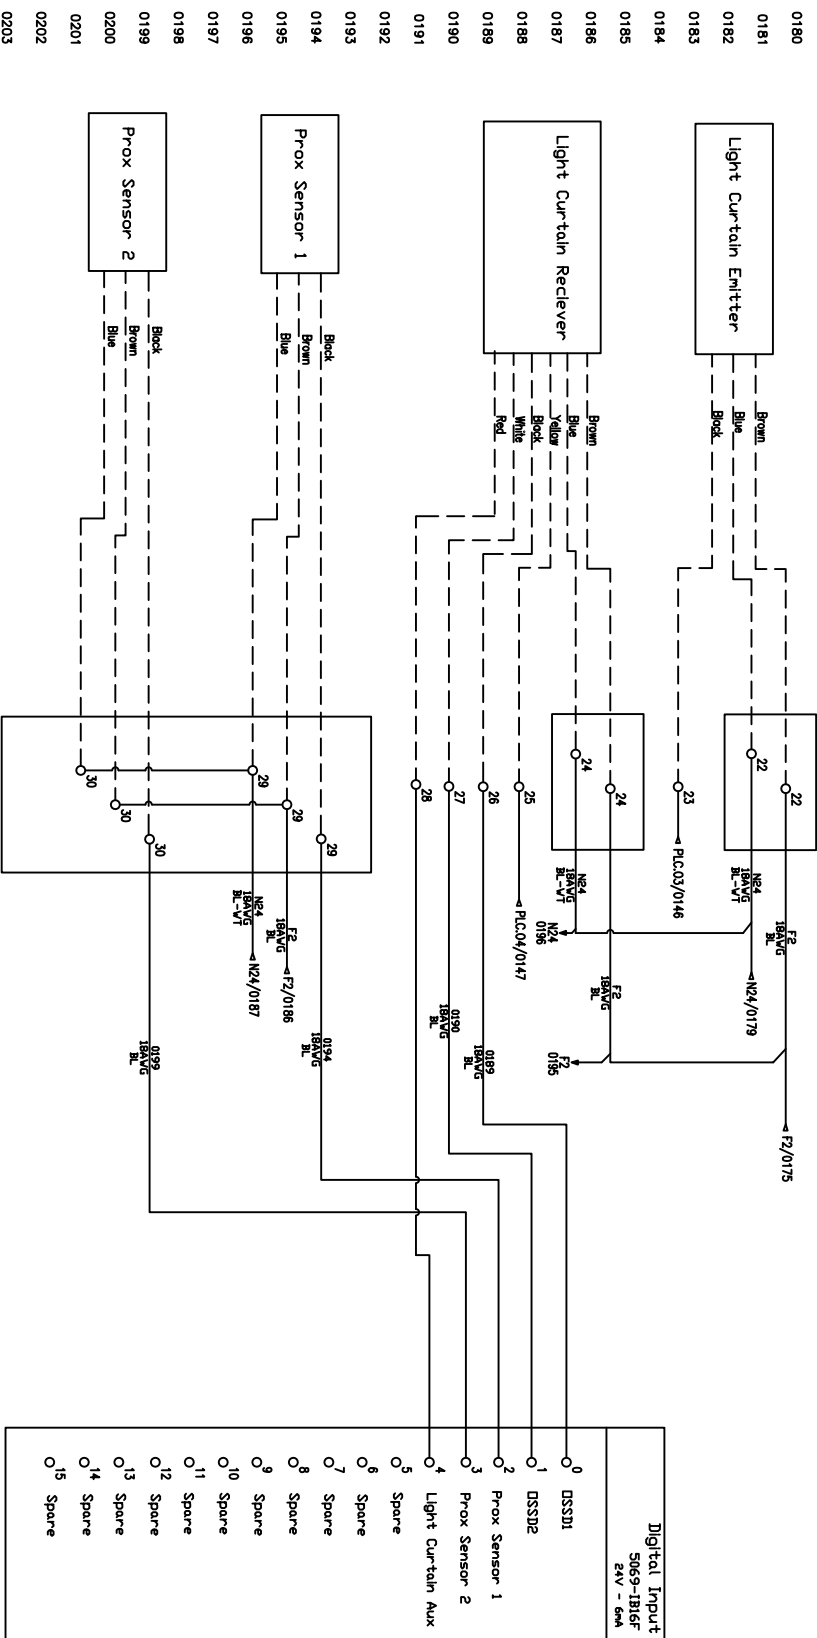 0180
0181
0182
0183
0184
0185
0186
0187
0188
0189
0190
0191
0192
0193
0194
0195
0196
0197
0198
0199
0200
0201
0202
0203
Light Curtain Emitter
Brown
Blue
Black
22
22
23
F2
18AWG
BL
N24
18AWG
BL-WT
F2/0175
N24/0179
PLC.03/0146
Light Curtain Reciever
Brown
Blue
Yellow
Black
White
Red
24
24
25
26
27
28
F2
18AWG
BL
N24
18AWG
BL-WT
F2
0195
N24
0196
PLC.04/0147
0189
18AWG
BL
0190
18AWG
BL
Prox Sensor 1
Black
Brown
Blue
29
29
29
0194
18AWG
BL
F2
18AWG
BL
F2/0186
N24
18AWG
BL-WT
N24/0187
Prox Sensor 2
Black
Brown
Blue
30
30
30
0199
18AWG
BL
Digital Input
5069-IB16F
24V - 6mA
0 OSSD1
1 OSSD2
2 Prox Sensor 1
3 Prox Sensor 2
4 Light Curtain Aux
5 Spare
6 Spare
7 Spare
8 Spare
9 Spare
10 Spare
11 Spare
12 Spare
13 Spare
14 Spare
15 Spare